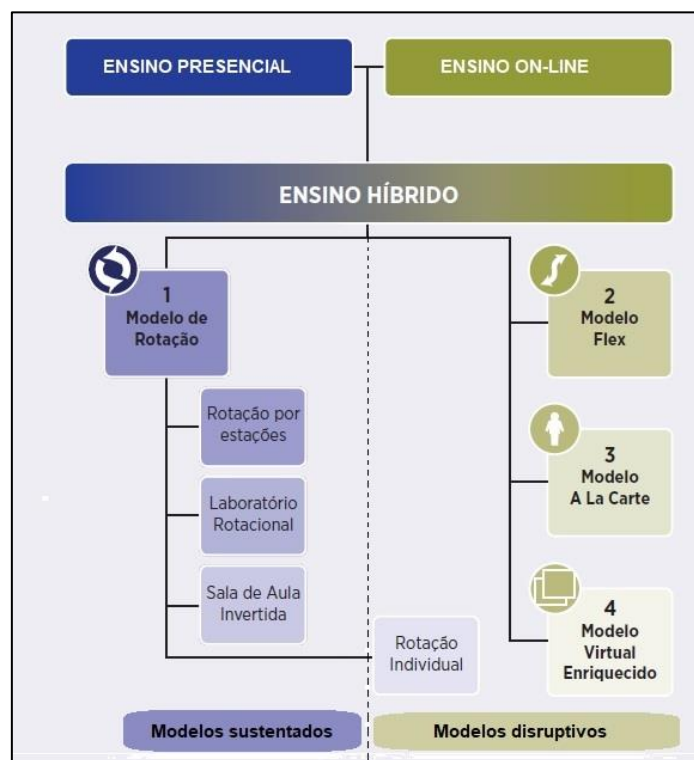 ENSINO PRESENCIAL
ENSINO ON-LINE
ENSINO HÍBRIDO
1
Modelo de
Rotação
Rotação por
estações
Laboratório
Rotacional
Sala de Aula
Invertida
Rotação
Individual
2
Modelo
Flex
3
Modelo
A La Carte
4
Modelo
Virtual
Enriquecido
Modelos sustentados
Modelos disruptivos